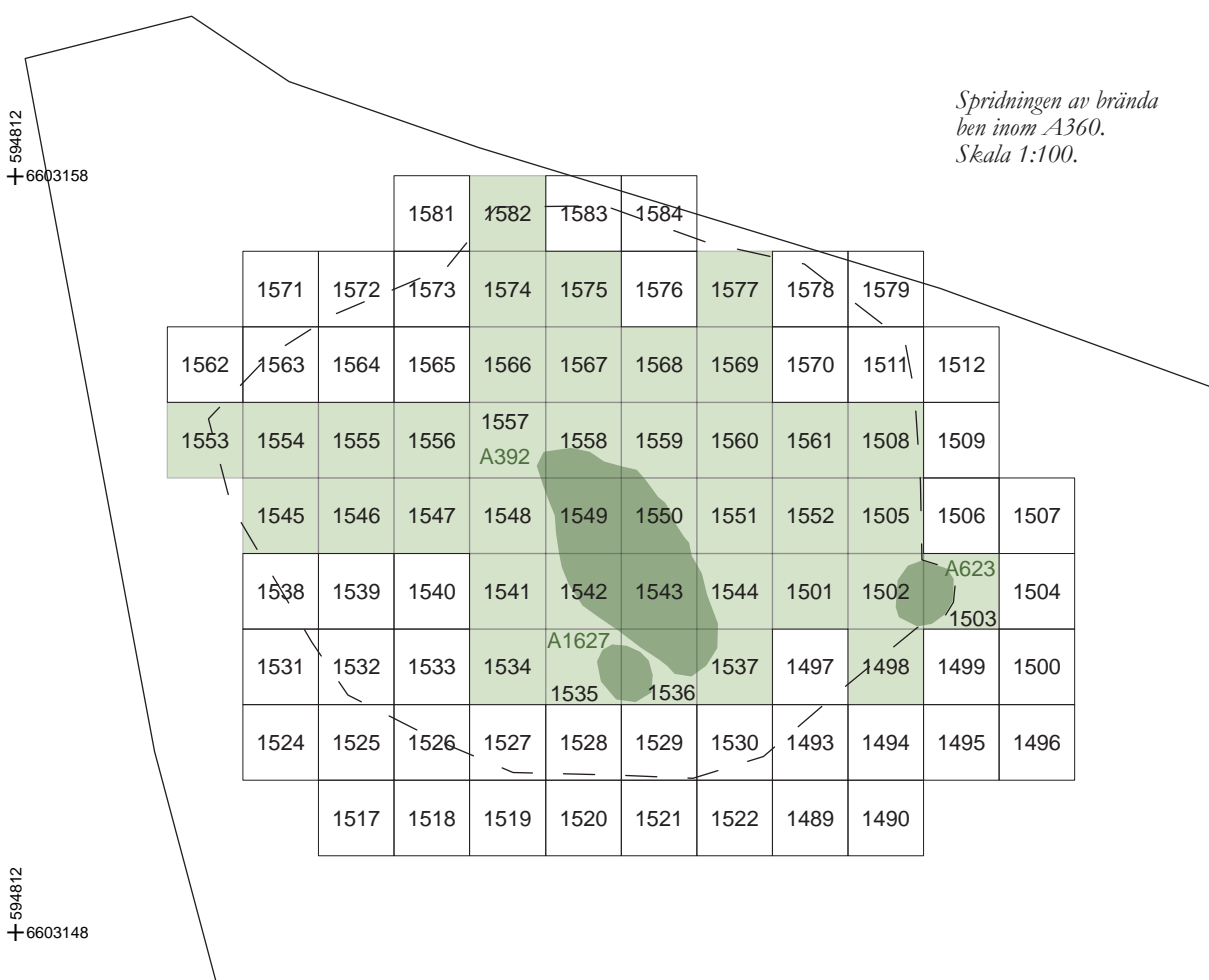 Spridningen av brända
ben inom A360.
Skala 1:100.
594812
6603158
1581 1582 1583 1584
1571 1572 1573 1574 1575 1576 1577 1578 1579
1562 1563 1564 1565 1566 1567 1568 1569 1570 1511 1512
1553 1554 1555 1556 1557 1558 1559 1560 1561 1508 1509
A392
1545 1546 1547 1548 1549 1550 1551 1552 1505 1506 1507
A623
1538 1539 1540 1541 1542 1543 1544 1501 1502 1503 1504
A1627
1531 1532 1533 1534 1535 1536 1537 1497 1498 1499 1500
1524 1525 1526 1527 1528 1529 1530 1493 1494 1495 1496
1517 1518 1519 1520 1521 1522 1489 1490
594812
6603148